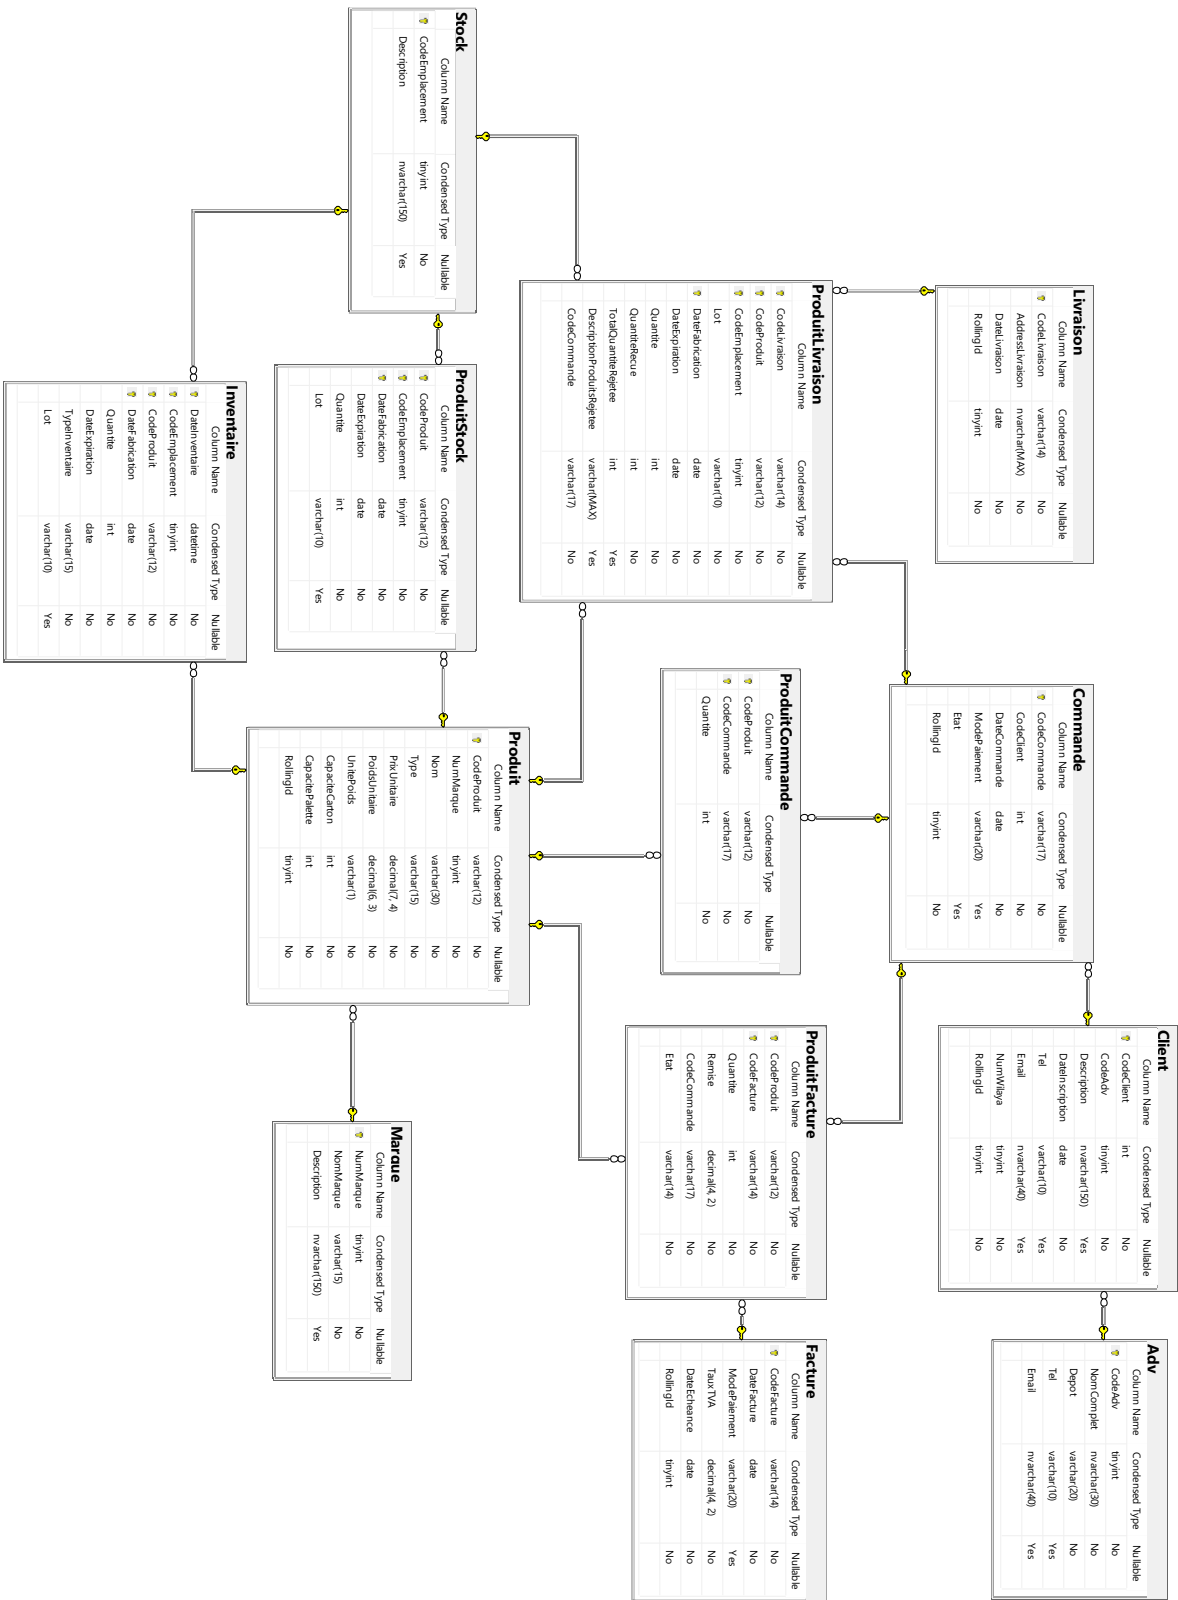 Stock
Column Name Condensed Type Nullable
CodeEmplacement tinyint No
Description nvarchar(150) Yes
Livraison
Column Name Condensed Type Nullable
CodeLivraison varchar(14) No
AddressLivraison nvarchar(MAX) No
DateLivraison date No
RollingId tinyint No
ProduitLivraison
Column Name Condensed Type Nullable
CodeLivraison varchar(14) No
CodeProduit varchar(12) No
CodeEmplacement tinyint No
Lot varchar(10) No
DateFabrication date No
DateExpiration date No
Quantite int No
QuantiteRecue int No
TotalQuantiteRejetee int Yes
DescriptionProduitsRejetee varchar(MAX) Yes
CodeCommande varchar(17) No
ProduitStock
Column Name Condensed Type Nullable
CodeProduit varchar(12) No
CodeEmplacement tinyint No
DateFabrication date No
DateExpiration date No
Quantite int No
Lot varchar(10) Yes
Inventaire
Column Name Condensed Type Nullable
DateInventaire datetime No
CodeEmplacement tinyint No
CodeProduit varchar(12) No
DateFabrication date No
Quantite int No
DateExpiration date No
TypeInventaire varchar(15) No
Lot varchar(10) Yes
Commande
Column Name Condensed Type Nullable
CodeCommande varchar(17) No
CodeClient int No
DateCommande date No
ModePaiement varchar(20) Yes
Etat Yes
RollingId tinyint No
ProduitCommande
Column Name Condensed Type Nullable
CodeProduit varchar(12) No
CodeCommande varchar(17) No
Quantite int No
Produit
Column Name Condensed Type Nullable
CodeProduit varchar(12) No
NumMarque tinyint No
Nom varchar(30) No
Type varchar(15) No
PrixUnitaire decimal(7, 4) No
PoidsUnitaire decimal(6, 3) No
UnitePoids varchar(1) No
CapaciteCarton int No
CapacitePalette int No
RollingId tinyint No
Client
Column Name Condensed Type Nullable
CodeClient int No
CodeAdv tinyint No
Description nvarchar(150) Yes
DateInscription date No
Tel varchar(10) Yes
Email nvarchar(40) Yes
NumWilaya tinyint No
RollingId tinyint No
ProduitFacture
Column Name Condensed Type Nullable
CodeProduit varchar(12) No
CodeFacture varchar(14) No
Quantite int No
Remise decimal(4, 2) No
CodeCommande varchar(17) No
Etat varchar(14) No
Marque
Column Name Condensed Type Nullable
NumMarque tinyint No
NomMarque varchar(15) No
Description nvarchar(150) Yes
Adv
Column Name Condensed Type Nullable
CodeAdv tinyint No
NomComplet nvarchar(30) No
Depot varchar(20) No
Tel varchar(10) Yes
Email nvarchar(40) Yes
Facture
Column Name Condensed Type Nullable
CodeFacture varchar(14) No
DateFacture date No
ModePaiement varchar(20) Yes
TauxTVA decimal(4, 2) No
DateEcheance date No
RollingId tinyint No